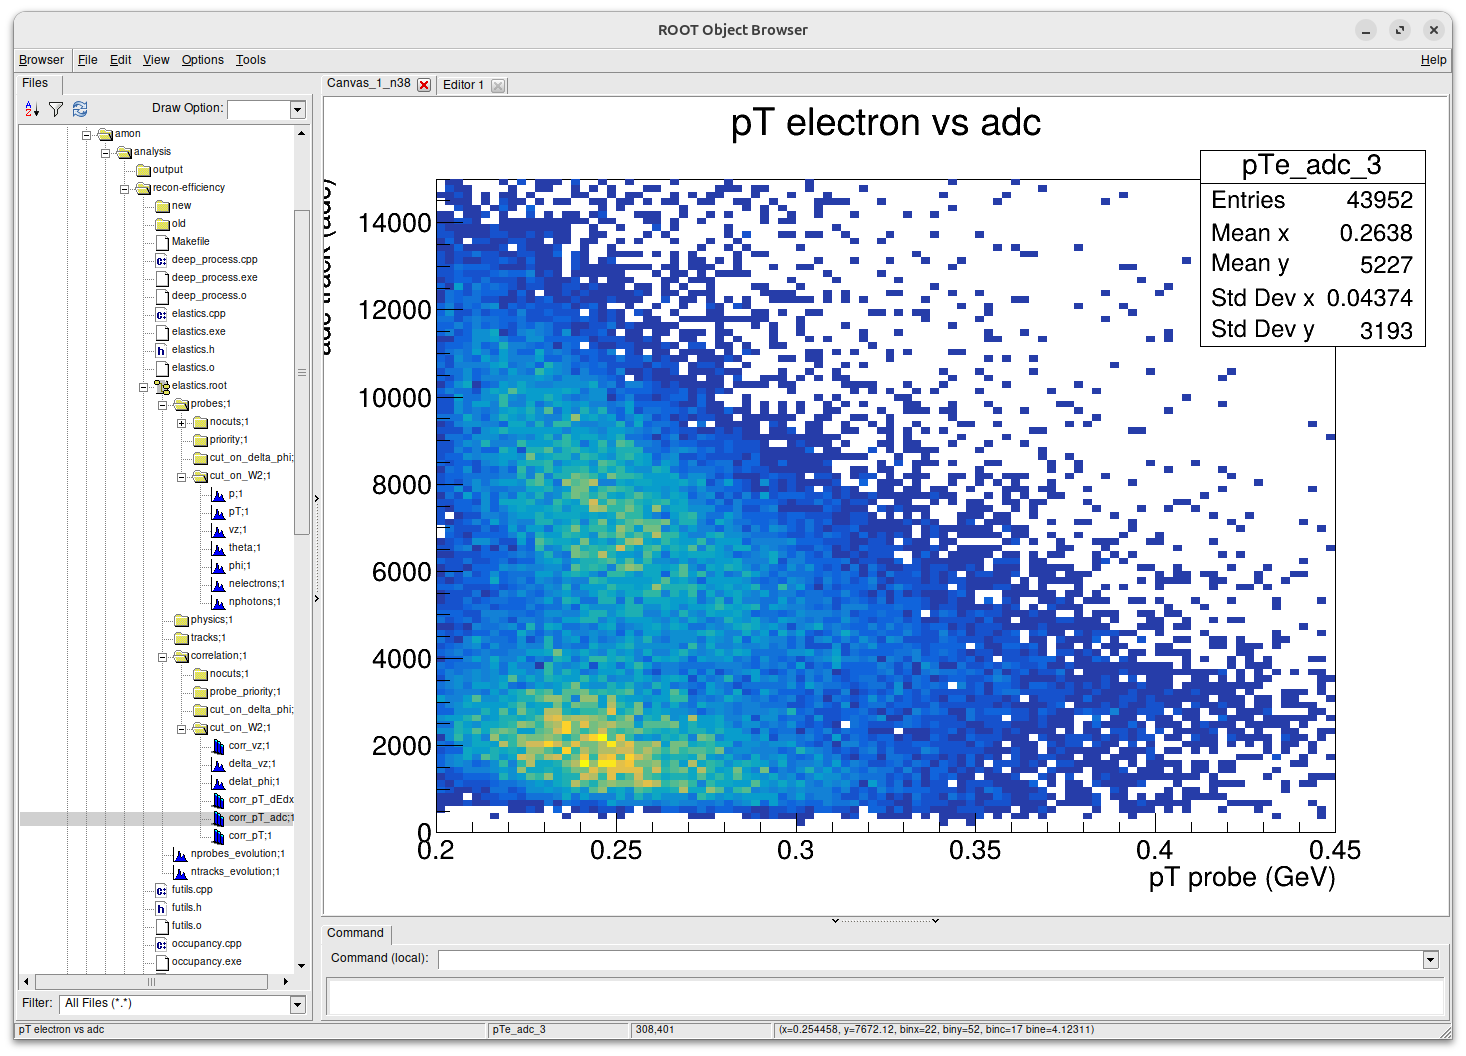 ROOT Object Browser
Browser File Edit View Options Tools Help
Files
Draw Option:
amon
analysis
output
recon-efficiency
new
old
Makefile
deep_process.cpp
deep_process.exe
deep_process.o
elastics.cpp
elastics.exe
elastics.h
elastics.o
elastics.root
probes;1
nocuts;1
priority;1
cut_on_delta_phi;
cut_on_W2;1
p;1
pT;1
vz;1
theta;1
phi;1
nelectrons;1
nphotons;1
physics;1
tracks;1
correlation;1
nocuts;1
probe_priority;1
cut_on_delta_phi;
cut_on_W2;1
corr_vz;1
delta_vz;1
delat_phi;1
corr_pT_dEdx
corr_pT_adc;1
corr_pT;1
nprobes_evolution;1
ntracks_evolution;1
futils.cpp
futils.h
futils.o
occupancy.cpp
occupancy.exe
Filter: All Files (*.*)
Canvas_1_n38 Editor 1
pT electron vs adc
pTe_adc_3
Entries 43952
Mean x 0.2638
Mean y 5227
Std Dev x 0.04374
Std Dev y 3193
adc track (adc)
14000
12000
10000
8000
6000
4000
2000
0
0.2 0.25 0.3 0.35 0.4 0.45
pT probe (GeV)
Command
Command (local):
pT electron vs adc pTe_adc_3 308,401 (x=0.254458, y=7672.12, binx=22, biny=52, binc=17 bine=4.12311)